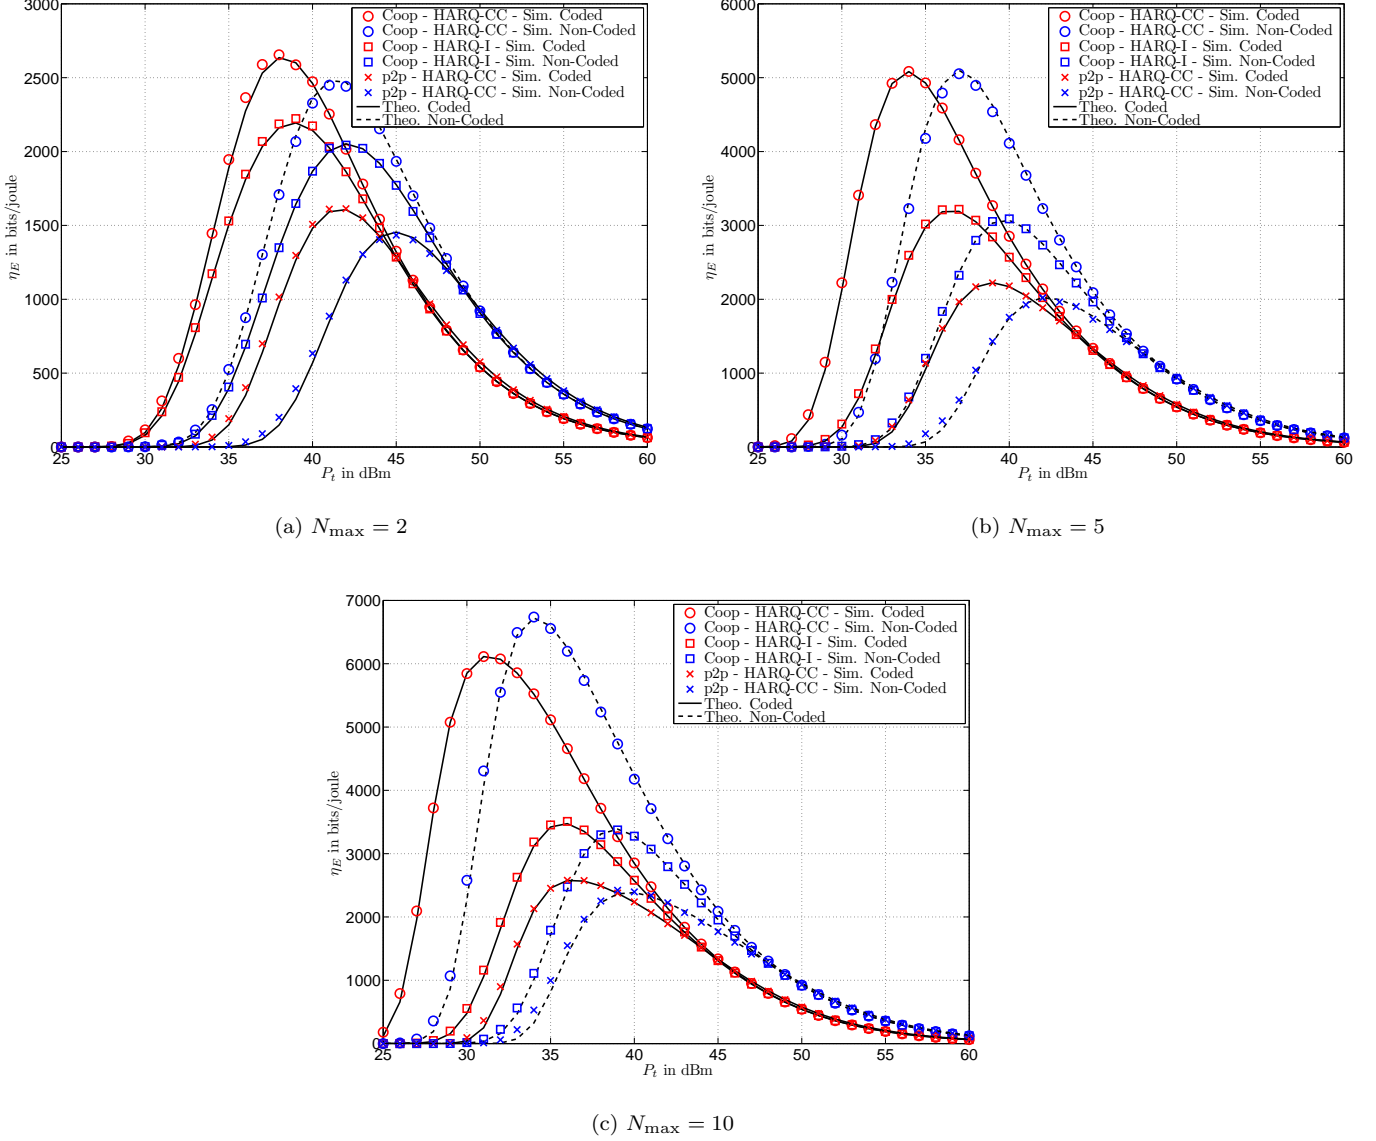 3000
2500
2000
1500
1000
500
0
25 30 35 40 45 50 55 60
η_E in bits/joule
P_t in dBm
Coop - HARQ-CC - Sim. Coded
Coop - HARQ-CC - Sim. Non-Coded
Coop - HARQ-I - Sim. Coded
Coop - HARQ-I - Sim. Non-Coded
p2p - HARQ-CC - Sim. Coded
p2p - HARQ-CC - Sim. Non-Coded
Theo. Coded
Theo. Non-Coded
(a) N_max = 2
6000
5000
4000
3000
2000
1000
0
25 30 35 40 45 50 55 60
η_E in bits/joule
P_t in dBm
Coop - HARQ-CC - Sim. Coded
Coop - HARQ-CC - Sim. Non-Coded
Coop - HARQ-I - Sim. Coded
Coop - HARQ-I - Sim. Non-Coded
p2p - HARQ-CC - Sim. Coded
p2p - HARQ-CC - Sim. Non-Coded
Theo. Coded
Theo. Non-Coded
(b) N_max = 5
7000
6000
5000
4000
3000
2000
1000
0
25 30 35 40 45 50 55 60
η_E in bits/joule
P_t in dBm
Coop - HARQ-CC - Sim. Coded
Coop - HARQ-CC - Sim. Non-Coded
Coop - HARQ-I - Sim. Coded
Coop - HARQ-I - Sim. Non-Coded
p2p - HARQ-CC - Sim. Coded
p2p - HARQ-CC - Sim. Non-Coded
Theo. Coded
Theo. Non-Coded
(c) N_max = 10